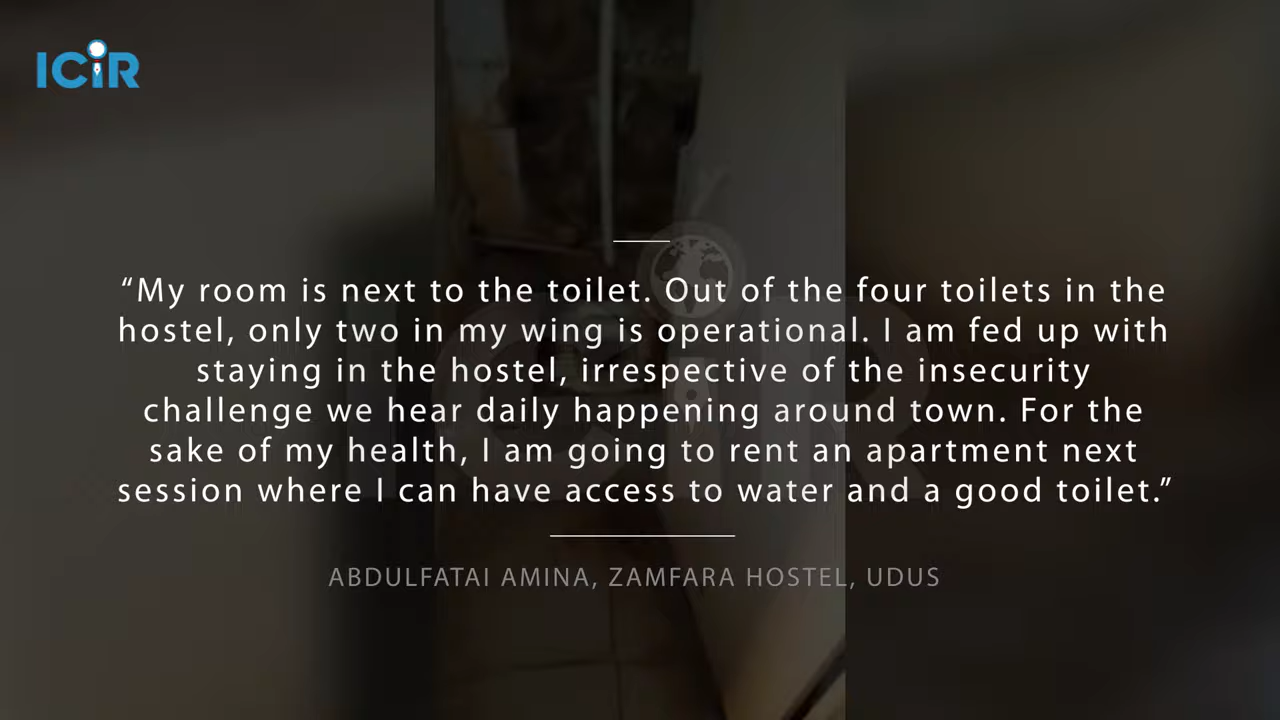 ICiR
“My room is next to the toilet. Out of the four toilets in the
hostel, only two in my wing is operational. I am fed up with
staying in the hostel, irrespective of the insecurity
challenge we hear daily happening around town. For the
sake of my health, I am going to rent an apartment next
session where I can have access to water and a good toilet.”
ABDULFATAI AMINA, ZAMFARA HOSTEL, UDUS